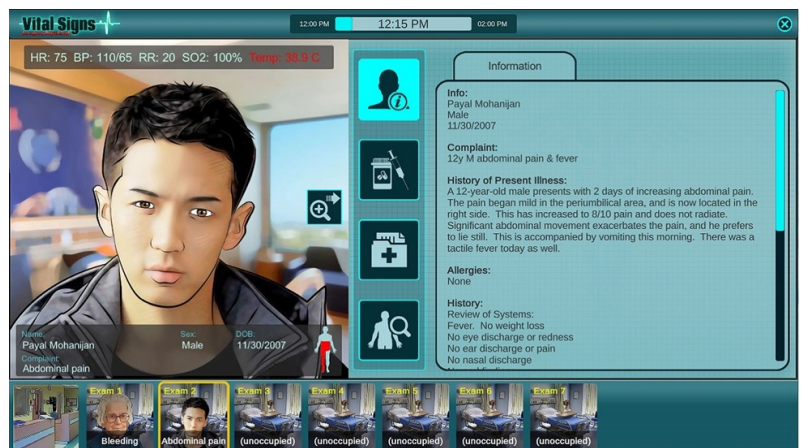 Vital Signs
12:00 PM
12:15 PM
02:00 PM
HR: 75 BP: 110/65 RR: 20 SO2: 100% Temp: 38.9 C
Name:
Payal Mohanijan
Sex:
Male
DOB:
11/30/2007
Complaint:
Abdominal pain
Information
Info:
Payal Mohanijan
Male
11/30/2007
Complaint:
12y M abdominal pain & fever
History of Present Illness:
A 12-year-old male presents with 2 days of increasing abdominal pain.
The pain began mild in the periumbilical area, and is now located in the
right side. This has increased to 8/10 pain and does not radiate.
Significant abdominal movement exacerbates the pain, and he prefers
to lie still. This is accompanied by vomiting this morning. There was a
tactile fever today as well.
Allergies:
None
History:
Review of Systems:
Fever. No weight loss
No eye discharge or redness
No ear discharge or pain
No nasal discharge
Exam 1
Bleeding
Exam 2
Abdominal pain
Exam 3
(unoccupied)
Exam 4
(unoccupied)
Exam 5
(unoccupied)
Exam 6
(unoccupied)
Exam 7
(unoccupied)